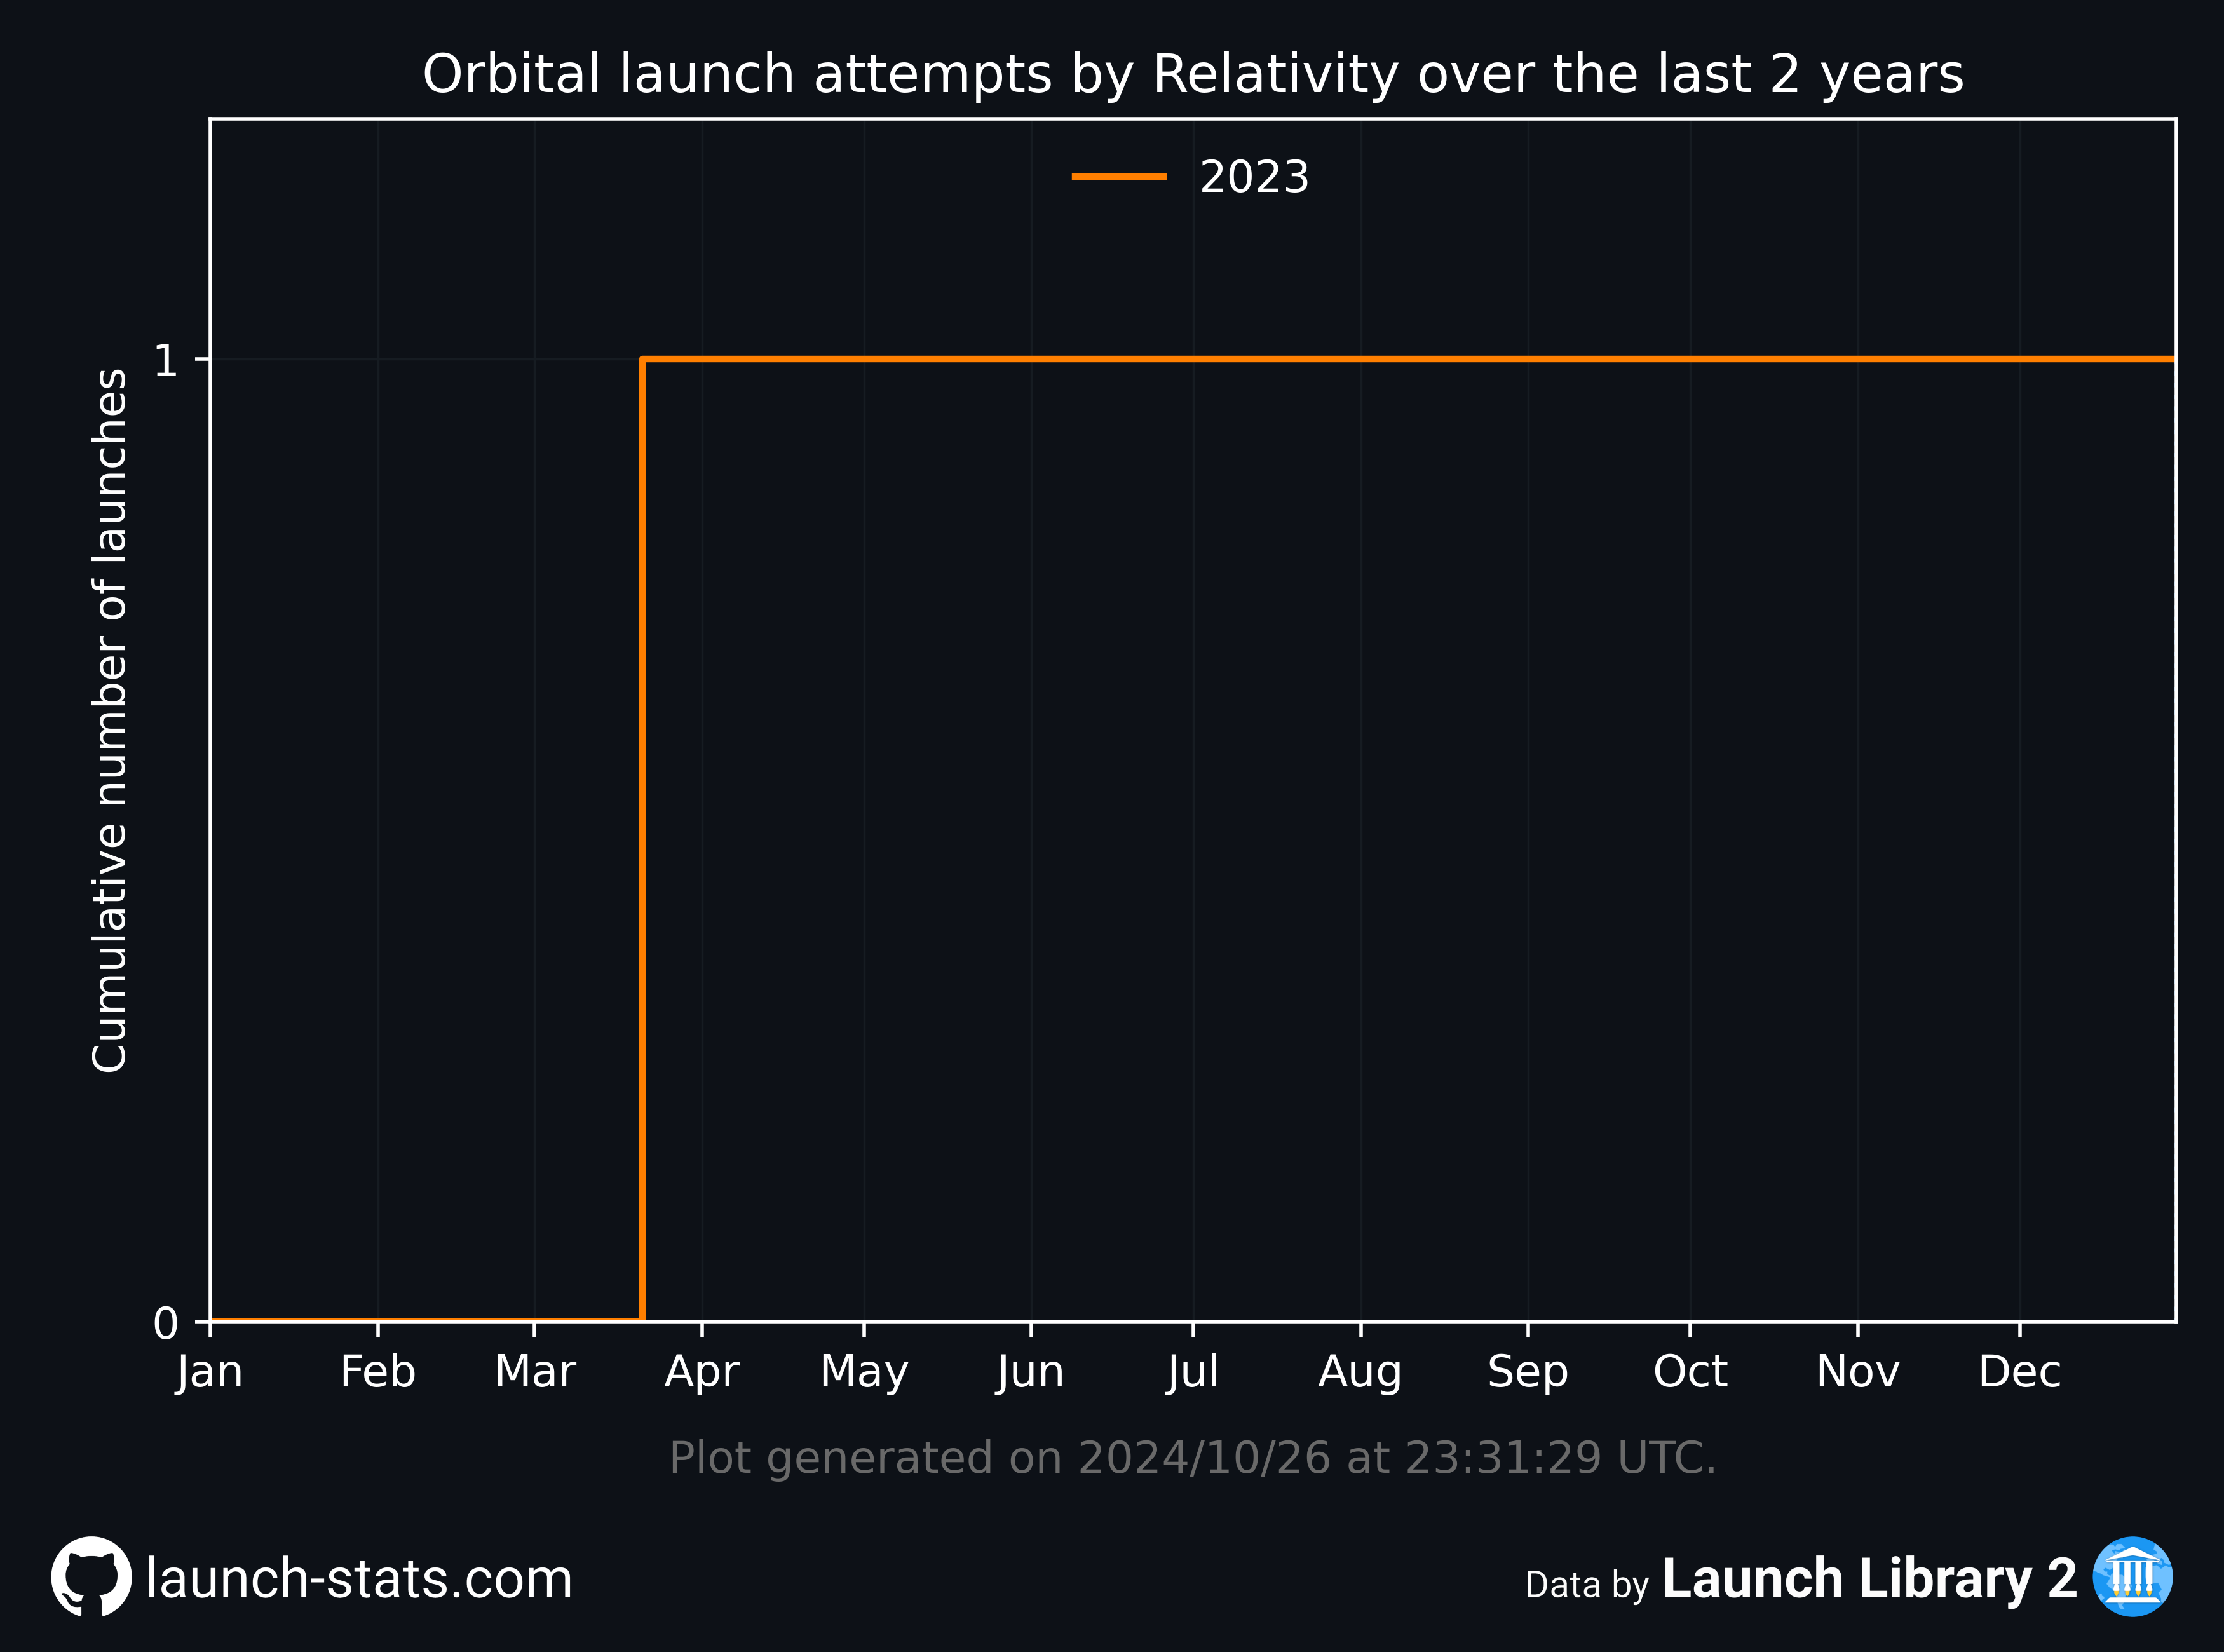 Orbital launch attempts by Relativity over the last 2 years
2023
Cumulative number of launches
1
0
Jan Feb Mar Apr May Jun Jul Aug Sep Oct Nov Dec
Plot generated on 2024/10/26 at 23:31:29 UTC.
launch-stats.com
Data by Launch Library 2